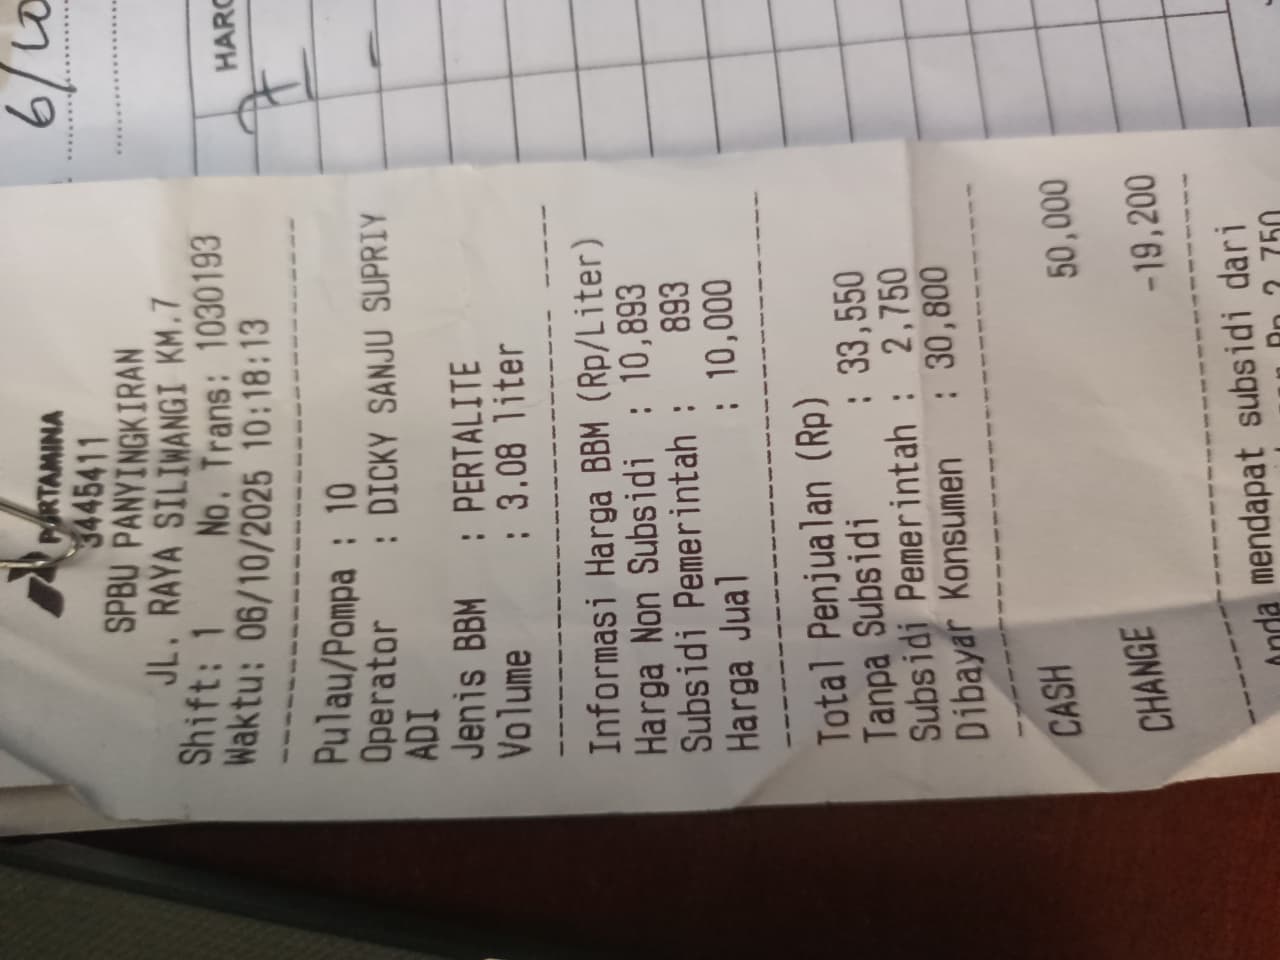 6/10
HARG
PERTAMINA
3445411
SPBU PANYINGKIRAN
JL. RAYA SILIWANGI KM.7
Shift: 1 No. Trans: 1030193
Waktu: 06/10/2025 10:18:13
Pulau/Pompa : 10
Operator : DICKY SANJU SUPRIY
ADI
Jenis BBM : PERTALITE
Volume : 3.08 liter
Informasi Harga BBM (Rp/Liter)
Harga Non Subsidi : 10,893
Subsidi Pemerintah : 893
Harga Jual : 10,000
Total Penjualan (Rp)
Tanpa Subsidi : 33,550
Subsidi Pemerintah : 2,750
Dibayar Konsumen : 30,800
CASH 50,000
CHANGE -19,200
Anda mendapat subsidi dari
Rp 2,750